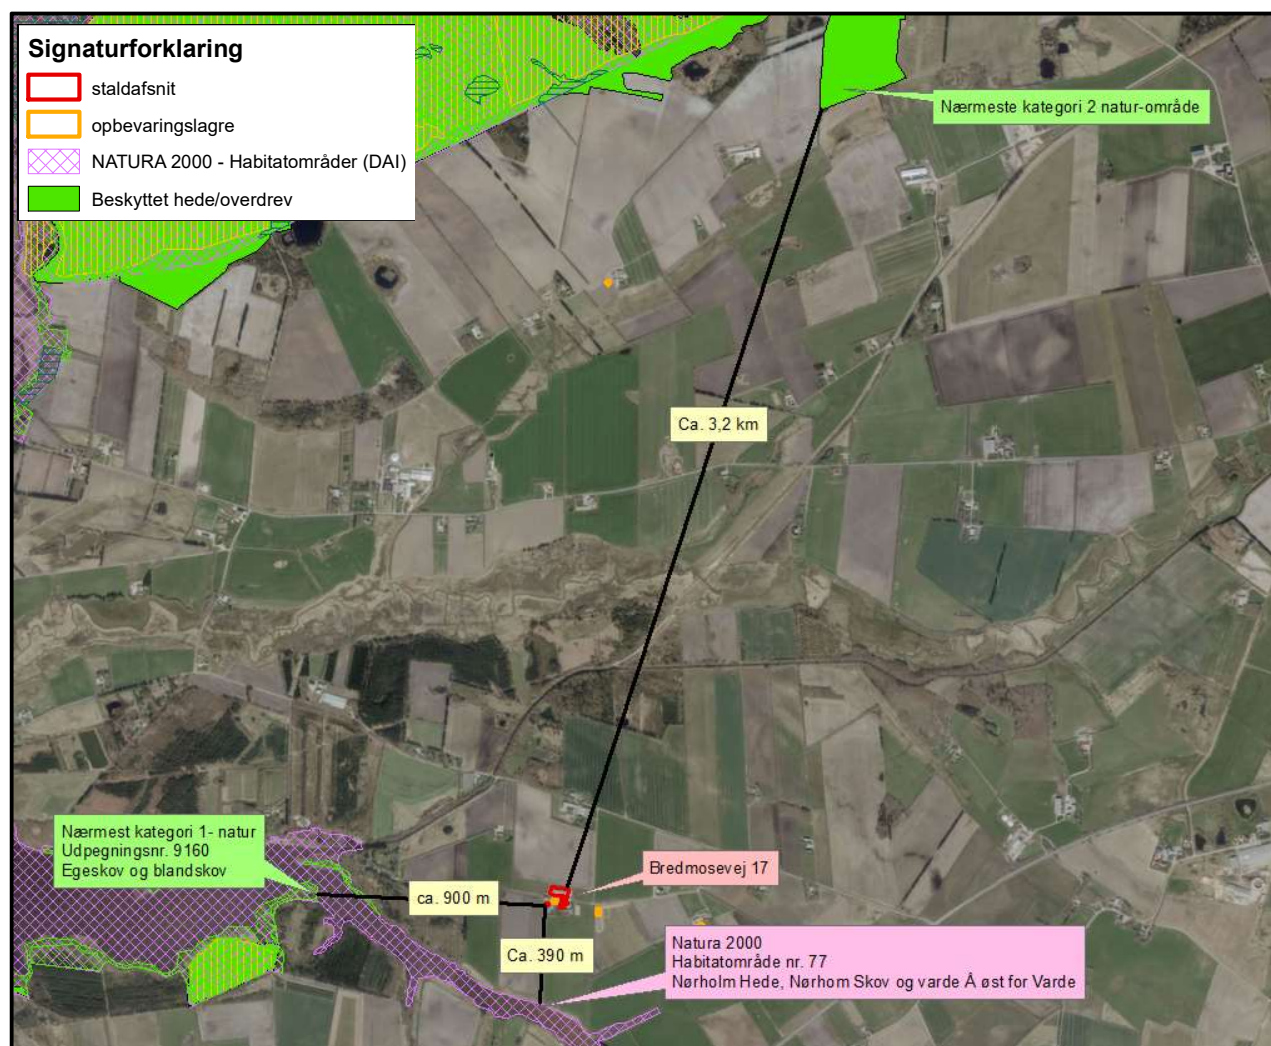 Signaturforklaring
staldafsnit
opbevaringslagre
NATURA 2000 - Habitatområder (DAI)
Beskyttet hede/overdrev
Nærmeste kategori 2 natur-område
Ca. 3,2 km
Nærmest kategori 1- natur
Udpegningsnr. 9160
Egeskov og blandskov
Bredmosevej 17
ca. 900 m
Ca. 390 m
Natura 2000
Habitatområde nr. 77
Nørholm Hede, Nørhom Skov og varde Å øst for Varde